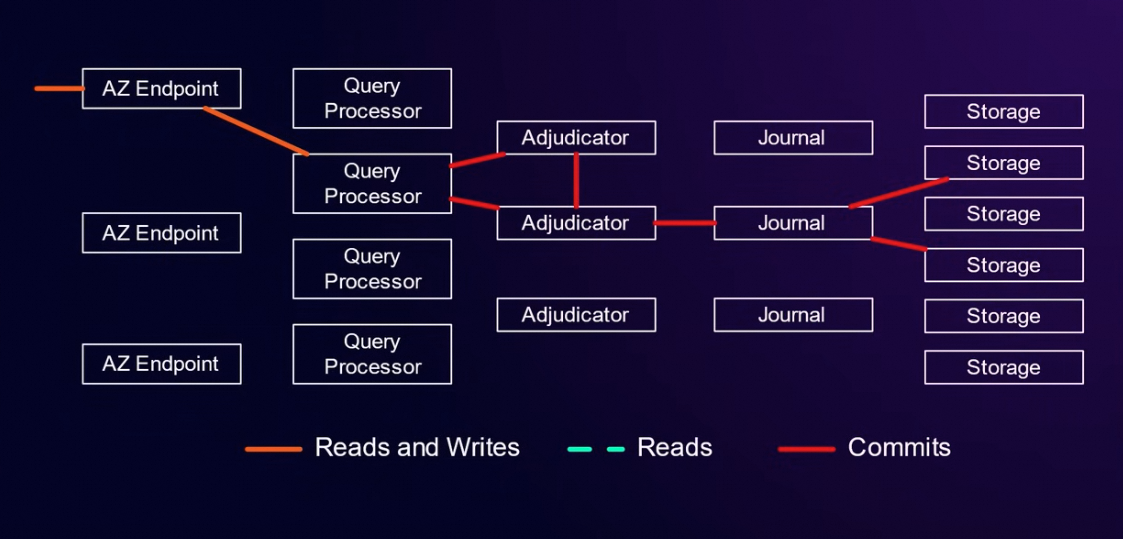 AZ Endpoint
AZ Endpoint
AZ Endpoint
Query
Processor
Query
Processor
Query
Processor
Query
Processor
Adjudicator
Adjudicator
Adjudicator
Journal
Journal
Journal
Storage
Storage
Storage
Storage
Storage
Storage
Reads and Writes
Reads
Commits